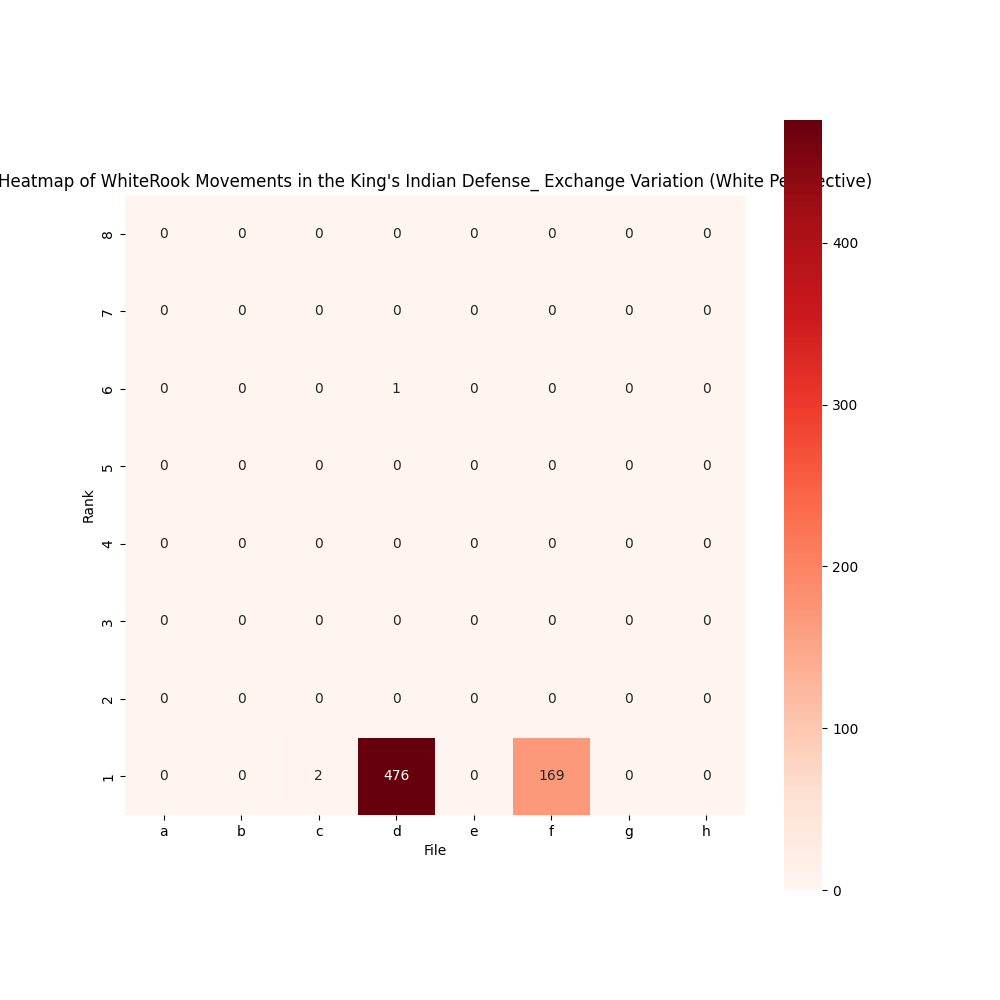 Heatmap of WhiteRook Movements in the King's Indian Defense_ Exchange Variation (White Pe ective)
8 0 0 0 0 0 0 0 0
7 0 0 0 0 0 0 0 0
6 0 0 0 1 0 0 0 0
5 0 0 0 0 0 0 0 0
4 0 0 0 0 0 0 0 0
3 0 0 0 0 0 0 0 0
2 0 0 0 0 0 0 0 0
1 0 0 2 476 0 169 0 0
a b c d e f g h
File
Rank
400
300
200
100
0